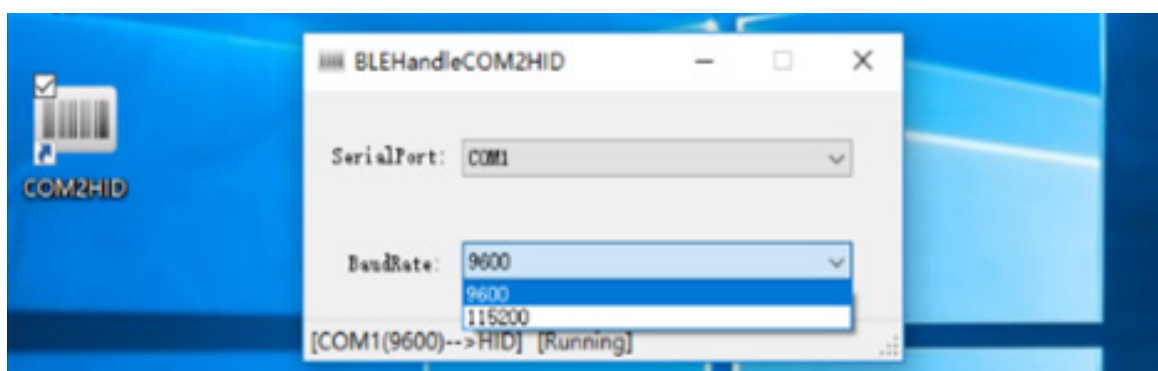 BLEHandleCOM2HID
COM2HID
SerialPort: COM1
BaudRate: 9600
9600
115200
[COM1(9600)-->HID] [Running]